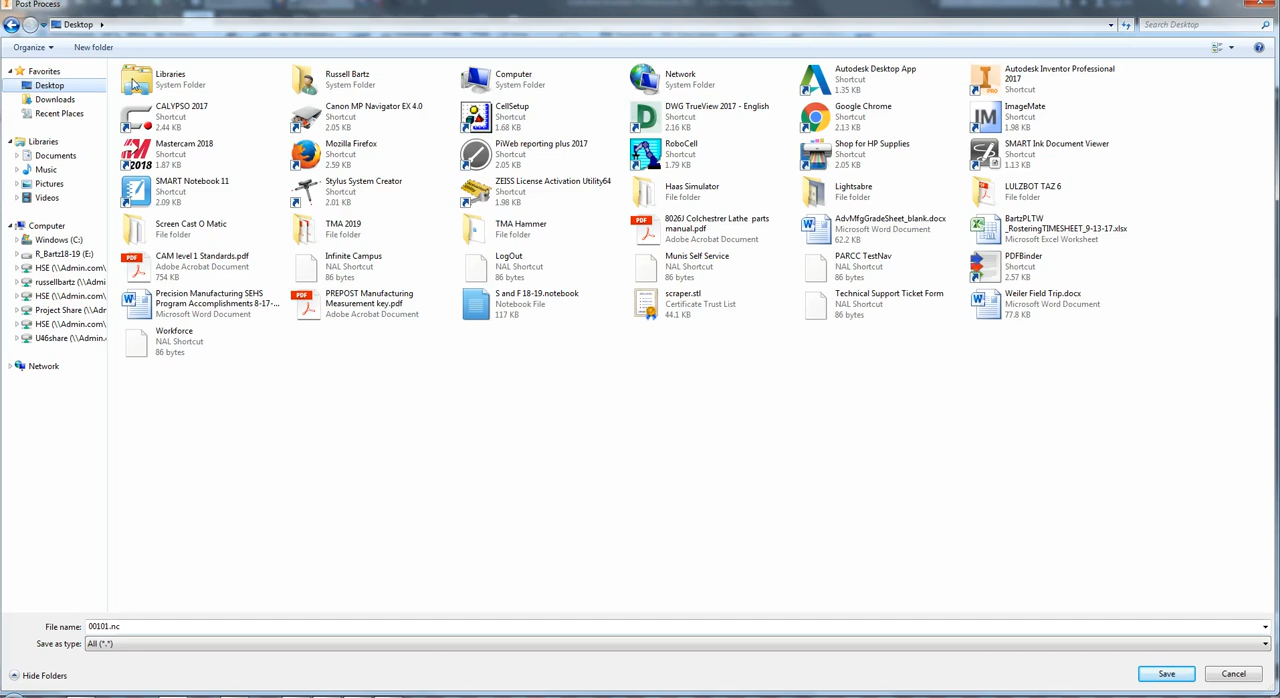 Post Process
Desktop
Search Desktop
Organize
New folder
Favorites
Desktop
Downloads
Recent Places
Libraries
Documents
Music
Pictures
Videos
Computer
Windows (C:)
R_Bartz18-19 (E:)
HSE (\\Admin.com\
russellbartz (\\Adm
HSE (\\Admin.com\
Project Share (\\Ad
HSE (\\Admin.com\
U46share (\\Admin.
Network
Libraries
System Folder
Russell Bartz
System Folder
Computer
System Folder
Network
System Folder
Autodesk Desktop App
Shortcut
1.35 KB
Autodesk Inventor Professional
2017
Shortcut
CALYPSO 2017
Shortcut
2.44 KB
Canon MP Navigator EX 4.0
Shortcut
2.05 KB
CellSetup
Shortcut
1.68 KB
DWG TrueView 2017 - English
Shortcut
2.16 KB
Google Chrome
Shortcut
2.13 KB
ImageMate
Shortcut
1.98 KB
Mastercam 2018
Shortcut
1.87 KB
Mozilla Firefox
Shortcut
2.59 KB
PiWeb reporting plus 2017
Shortcut
2.05 KB
RoboCell
Shortcut
1.79 KB
Shop for HP Supplies
Shortcut
2.05 KB
SMART Ink Document Viewer
Shortcut
1.13 KB
SMART Notebook 11
Shortcut
2.09 KB
Stylus System Creator
Shortcut
2.01 KB
ZEISS License Activation Utility64
Shortcut
1.98 KB
Haas Simulator
File folder
Lightsabre
File folder
LULZBOT TAZ 6
File folder
Screen Cast O Matic
File folder
TMA 2019
File folder
TMA Hammer
File folder
8026J Colchester Lathe parts
manual.pdf
Adobe Acrobat Document
AdvMfgGradeSheet_blank.docx
Microsoft Word Document
62.2 KB
BartzPLTW
_RosteringTIMESHEET_9-13-17.xlsx
Microsoft Excel Worksheet
CAM level 1 Standards.pdf
Adobe Acrobat Document
754 KB
Infinite Campus
NAL Shortcut
86 bytes
LogOut
NAL Shortcut
86 bytes
Munis Self Service
NAL Shortcut
86 bytes
PARCC TestNav
NAL Shortcut
86 bytes
PDFBinder
Shortcut
2.57 KB
Precision Manufacturing SEHS
Program Accomplishments 8-17-...
Microsoft Word Document
PREPOST Manufacturing
Measurement key.pdf
Adobe Acrobat Document
S and F 18-19.notebook
Notebook File
117 KB
scraper.stl
Certificate Trust List
44.1 KB
Technical Support Ticket Form
NAL Shortcut
86 bytes
Weiler Field Trip.docx
Microsoft Word Document
77.8 KB
Workforce
NAL Shortcut
86 bytes
File name: 00101.nc
Save as type: All (*.*)
Hide Folders
Save
Cancel